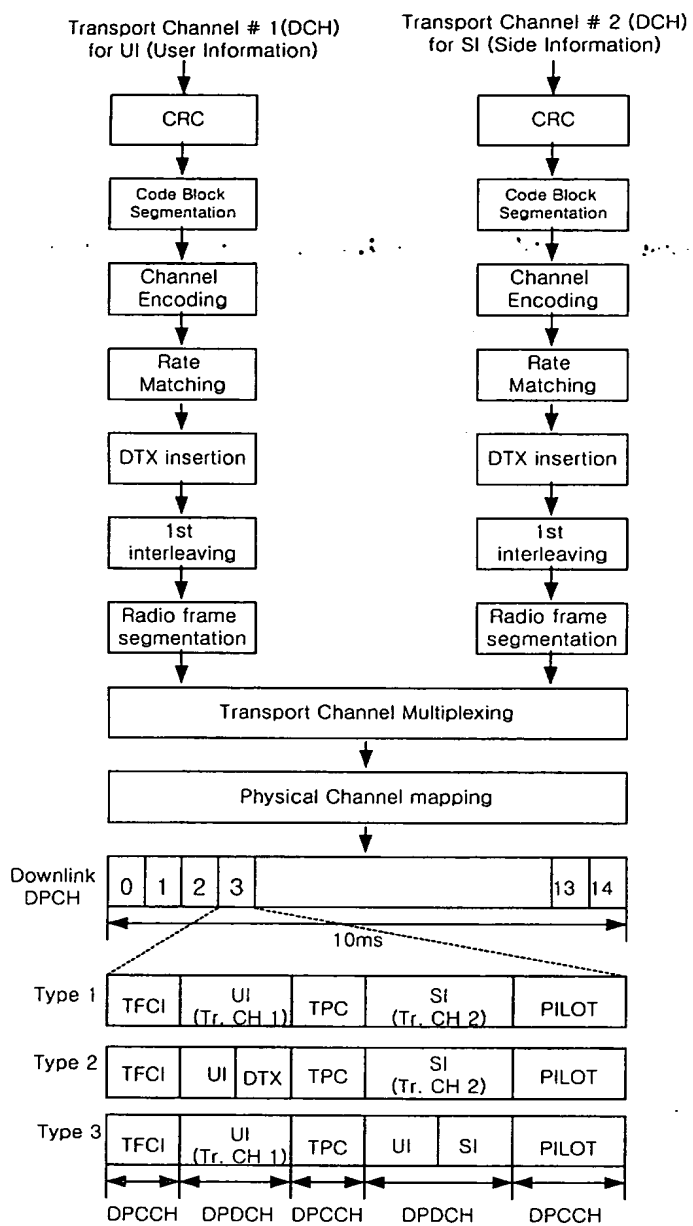 Transport Channel # 1(DCH)
for UI (User Information)
Transport Channel # 2 (DCH)
for SI (Side Information)
CRC
CRC
Code Block
Segmentation
Code Block
Segmentation
Channel
Encoding
Channel
Encoding
Rate
Matching
Rate
Matching
DTX insertion
DTX insertion
1st
interleaving
1st
interleaving
Radio frame
segmentation
Radio frame
segmentation
Transport Channel Multiplexing
Physical Channel mapping
Downlink
DPCH
0 1 2 3 13 14
10ms
Type 1
TFCI
UI
(Tr. CH 1)
TPC
SI
(Tr. CH 2)
PILOT
Type 2
TFCI
UI
DTX
TPC
SI
(Tr. CH 2)
PILOT
Type 3
TFCI
UI
(Tr. CH 1)
TPC
UI
SI
PILOT
DPCCH DPDCH DPCCH DPDCH DPCCH